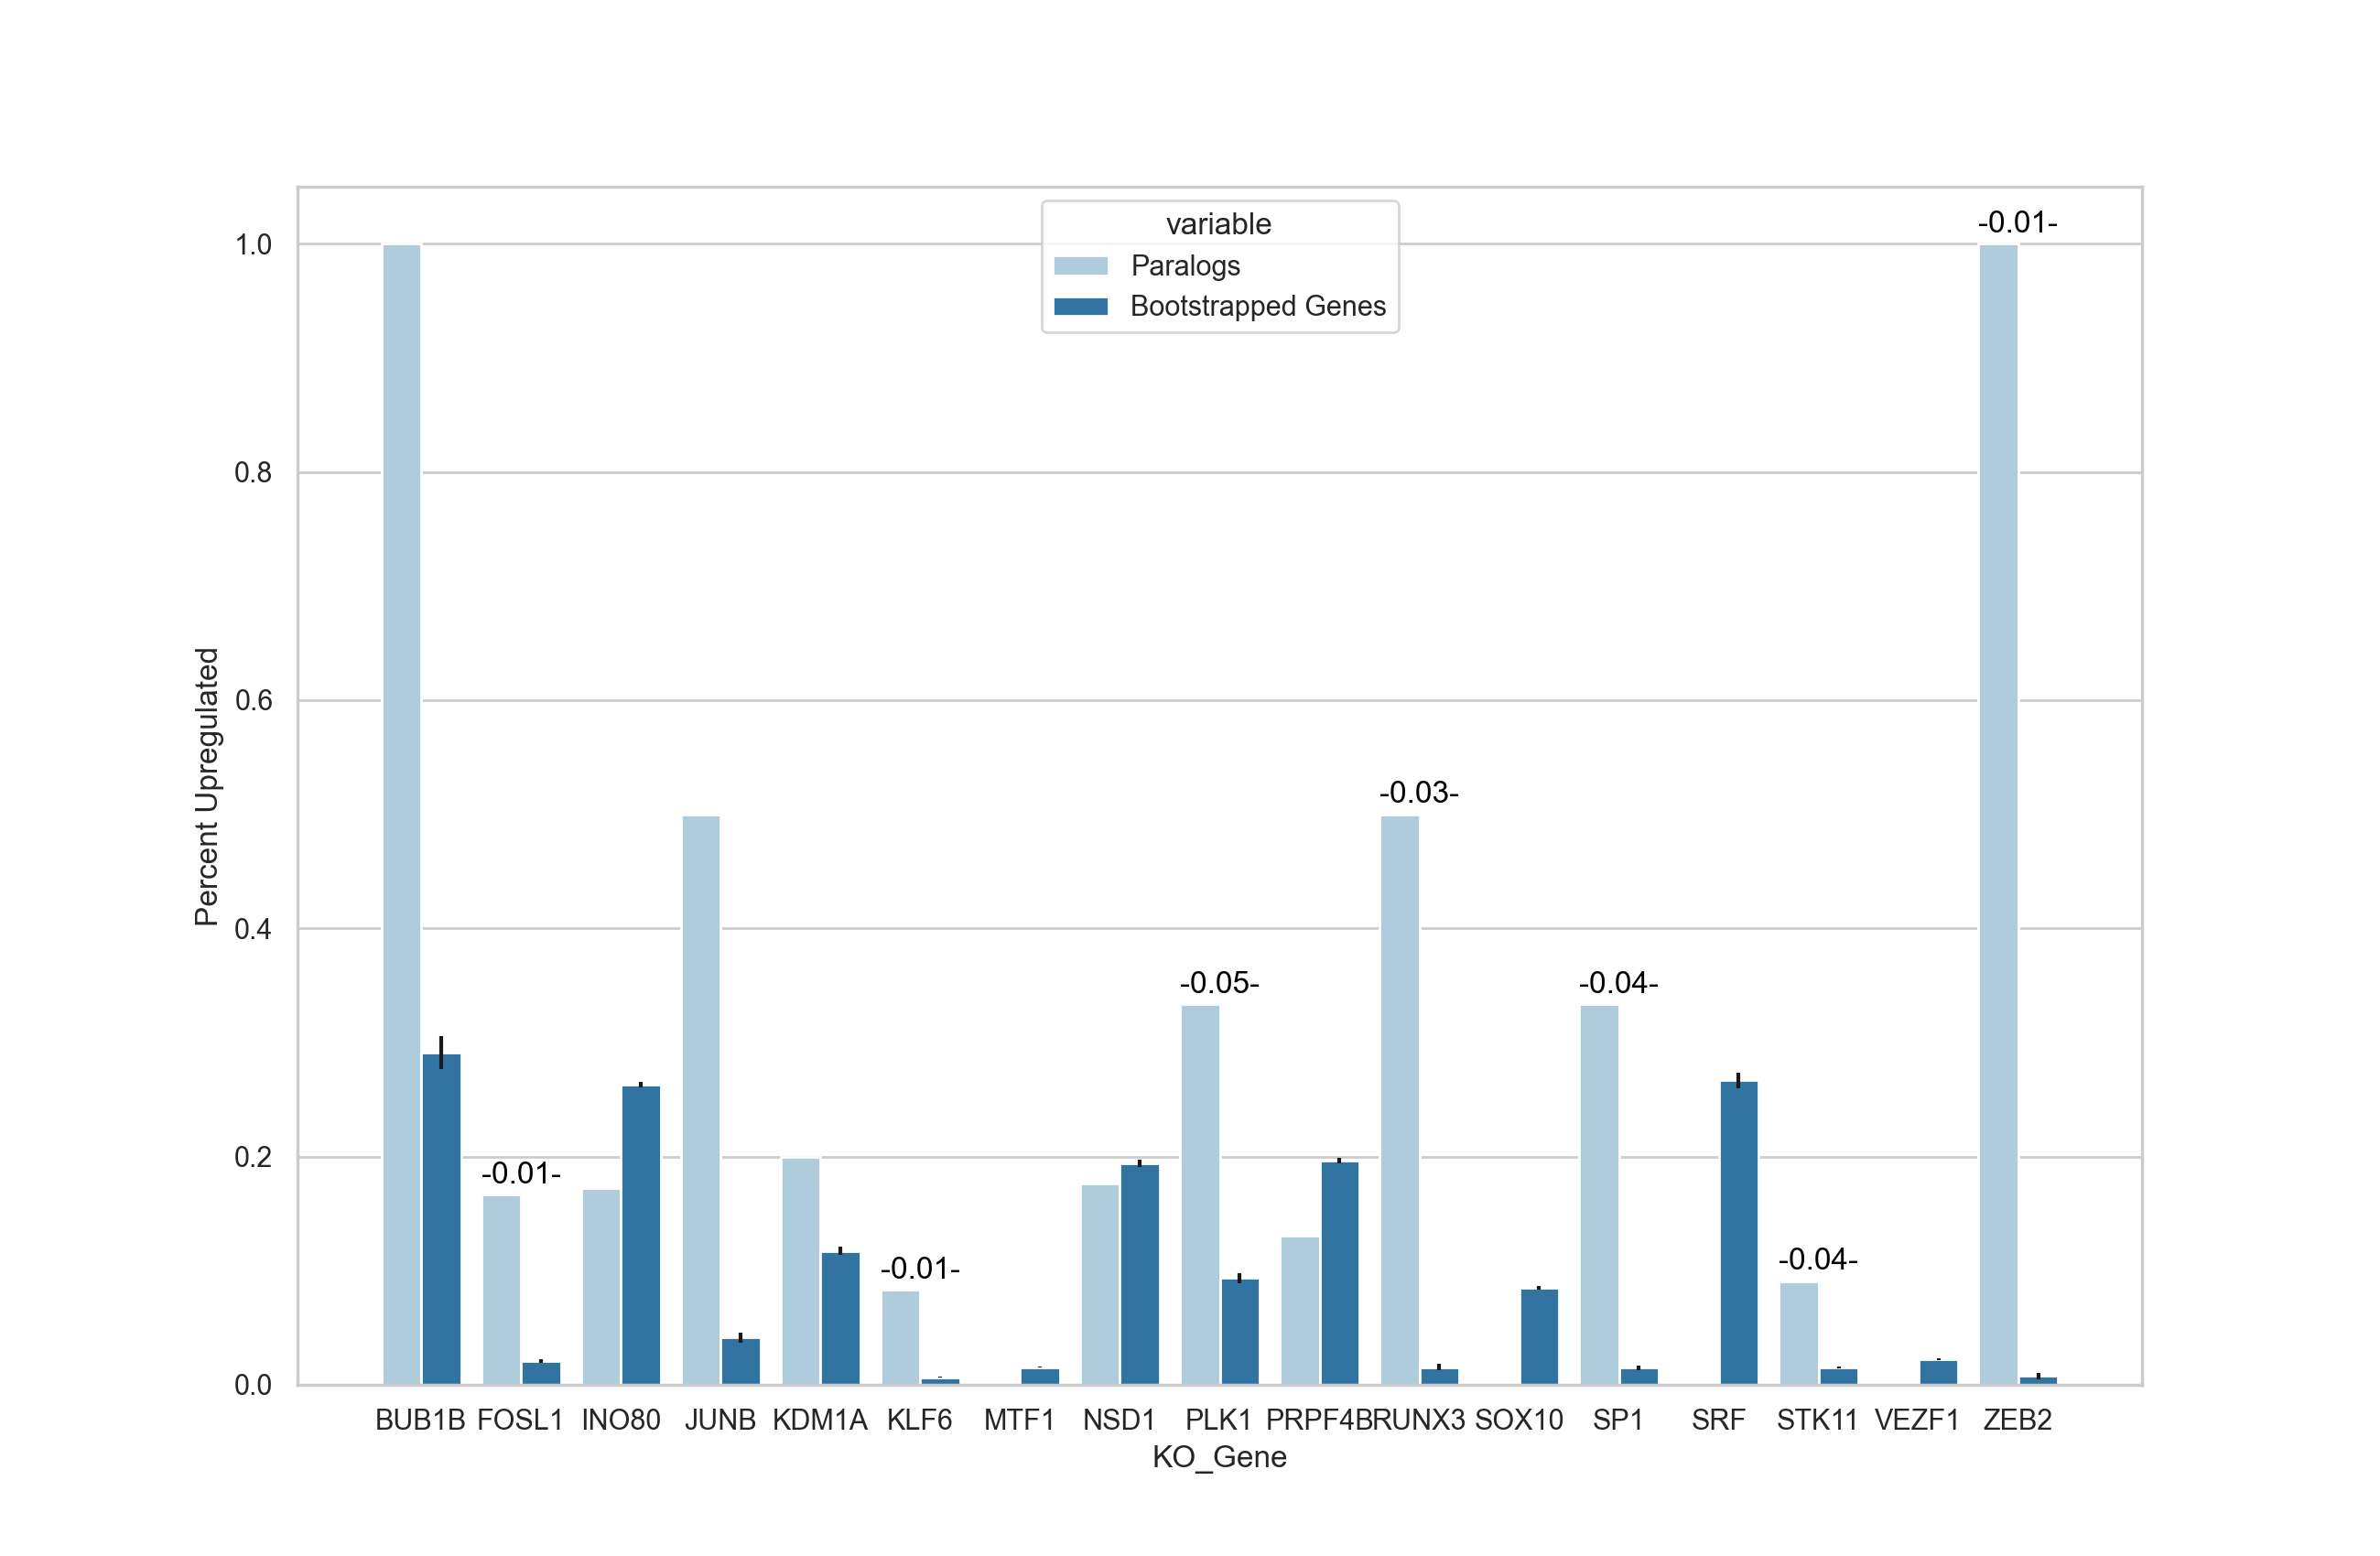 variable
Paralogs
Bootstrapped Genes
Percent Upregulated
1.0
0.8
0.6
0.4
0.2
0.0
-0.01-
-0.01-
-0.05-
-0.03-
-0.04-
-0.04-
-0.01-
BUB1B FOSL1 INO80 JUNB KDM1A KLF6 MTF1 NSD1 PLK1 PRPF4B RUNX3 SOX10 SP1 SRF STK11 VEZF1 ZEB2
KO_Gene